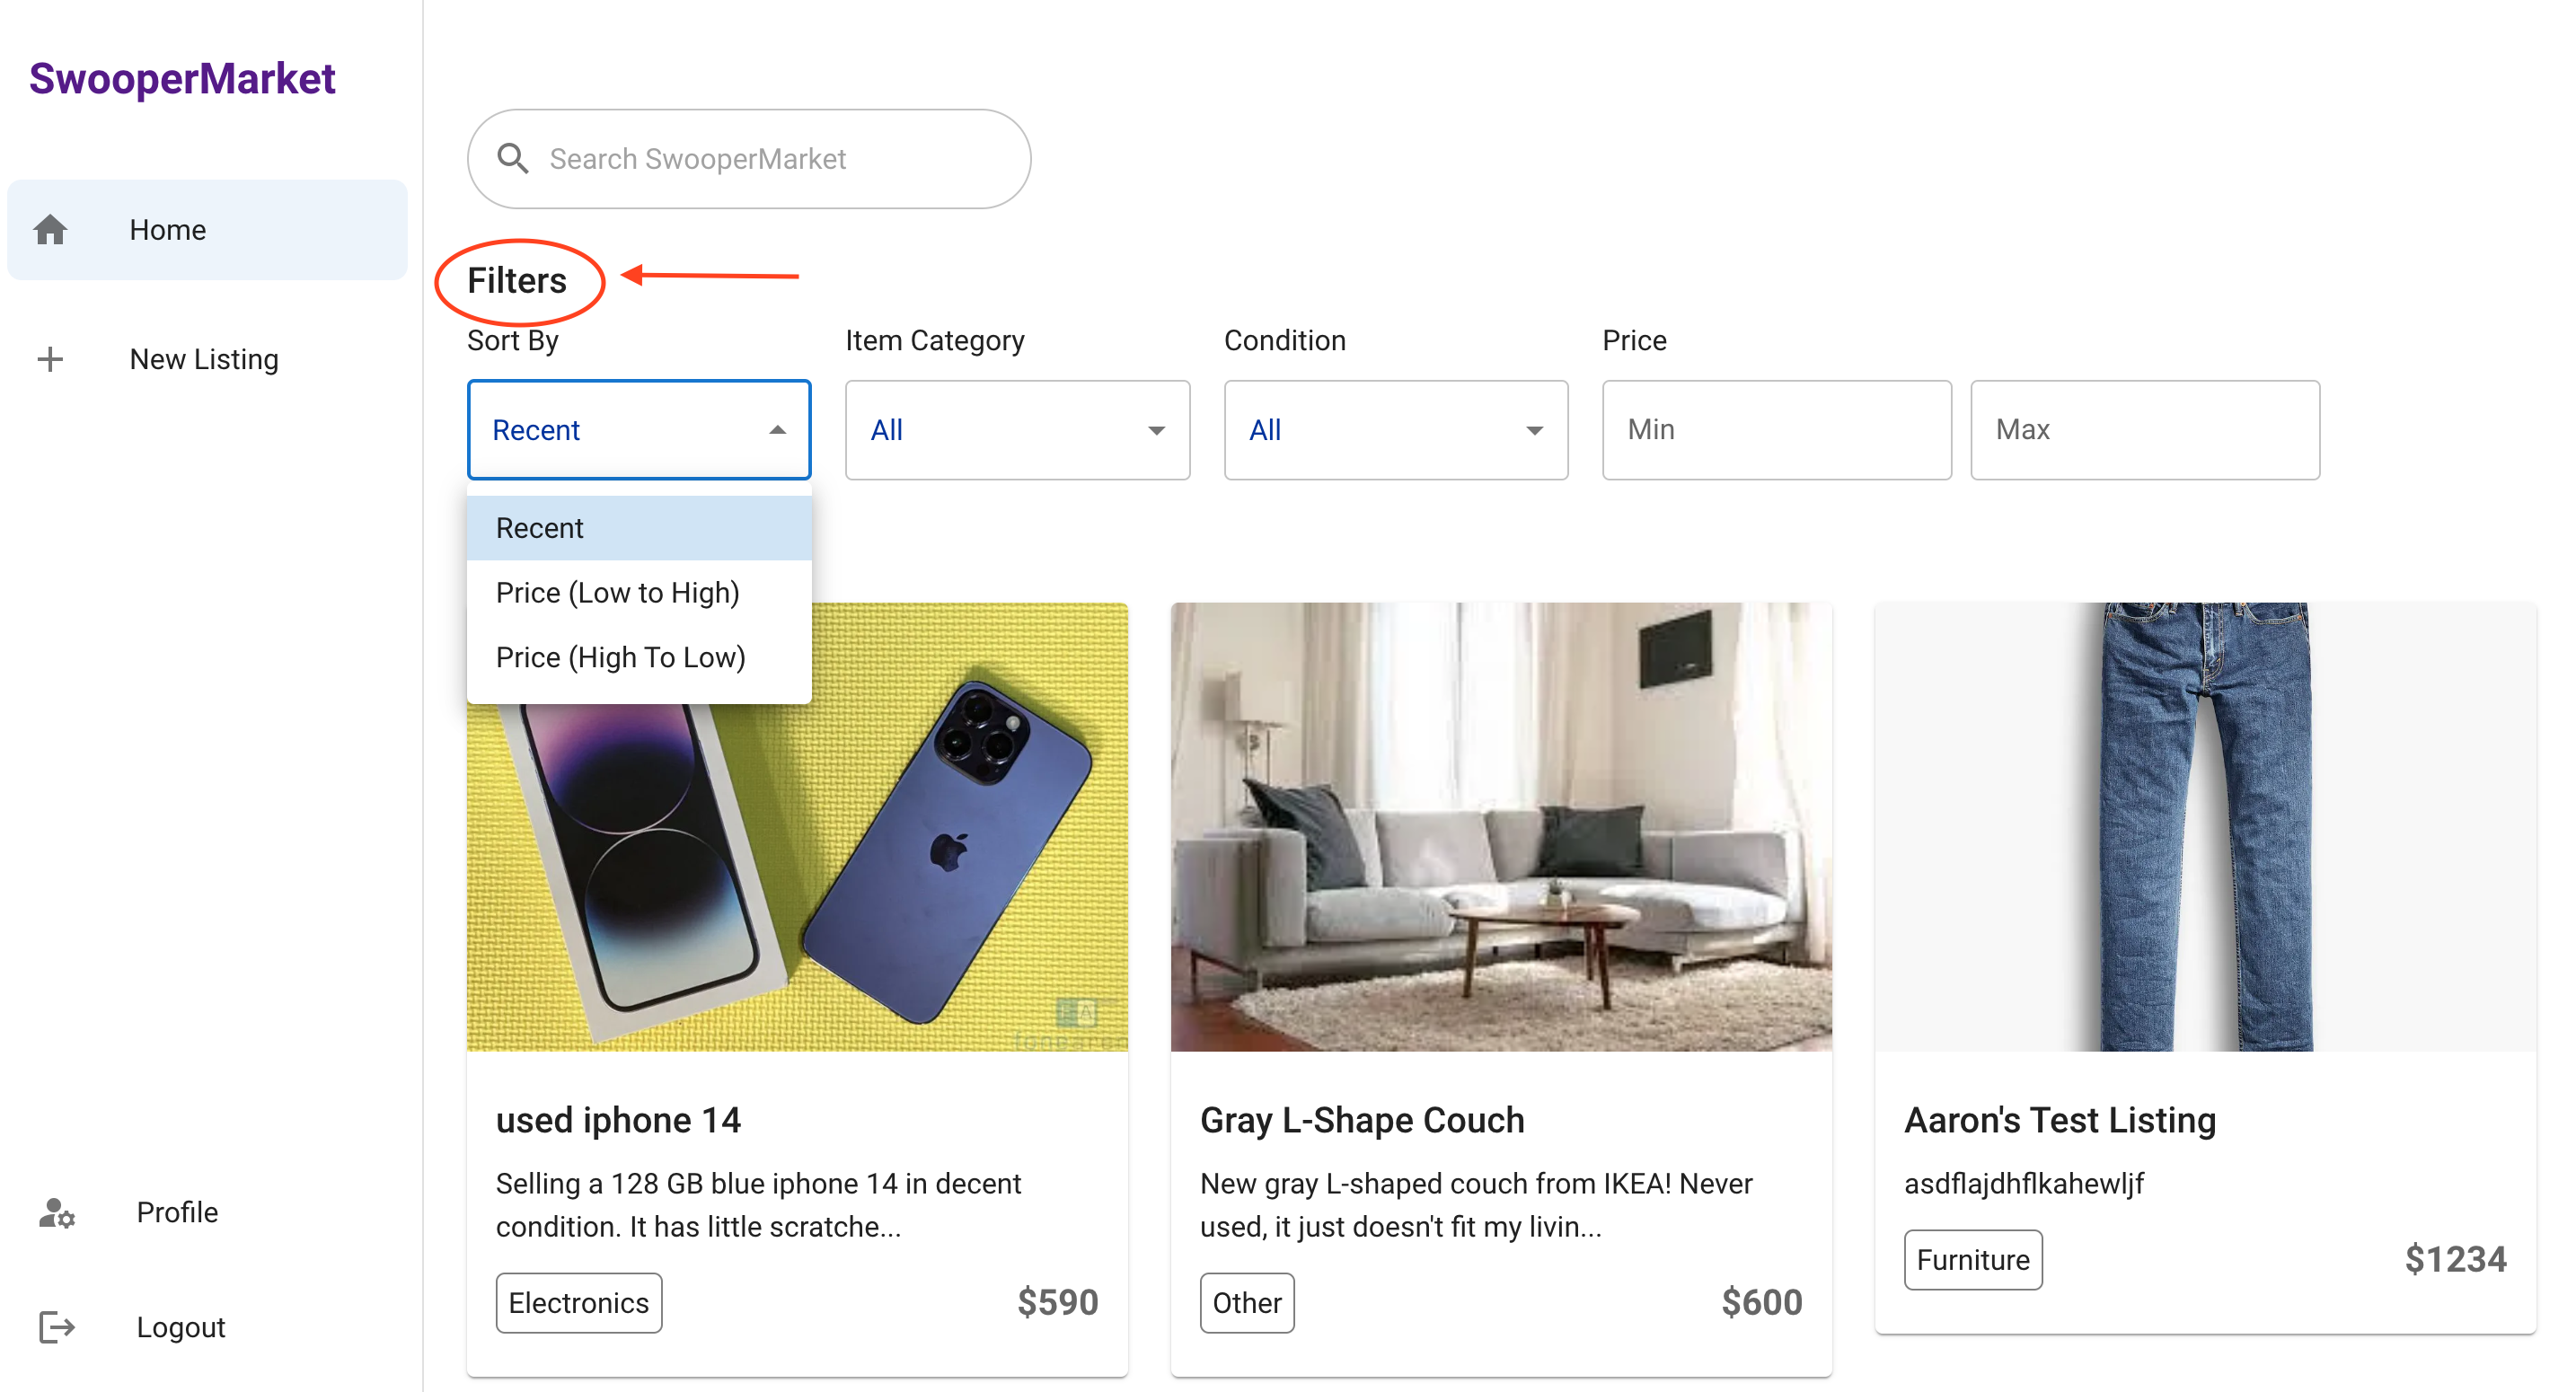 SwooperMarket
Home
New Listing
Profile
Logout
Search SwooperMarket
Filters
Sort By
Item Category
Condition
Price
Recent
All
All
Min
Max
Recent
Price (Low to High)
Price (High To Low)
used iphone 14
Selling a 128 GB blue iphone 14 in decent
condition. It has little scratche...
Electronics
$590
Gray L-Shape Couch
New gray L-shaped couch from IKEA! Never
used, it just doesn't fit my livin...
Other
$600
Aaron's Test Listing
asdflajdhflkahewljf
Furniture
$1234